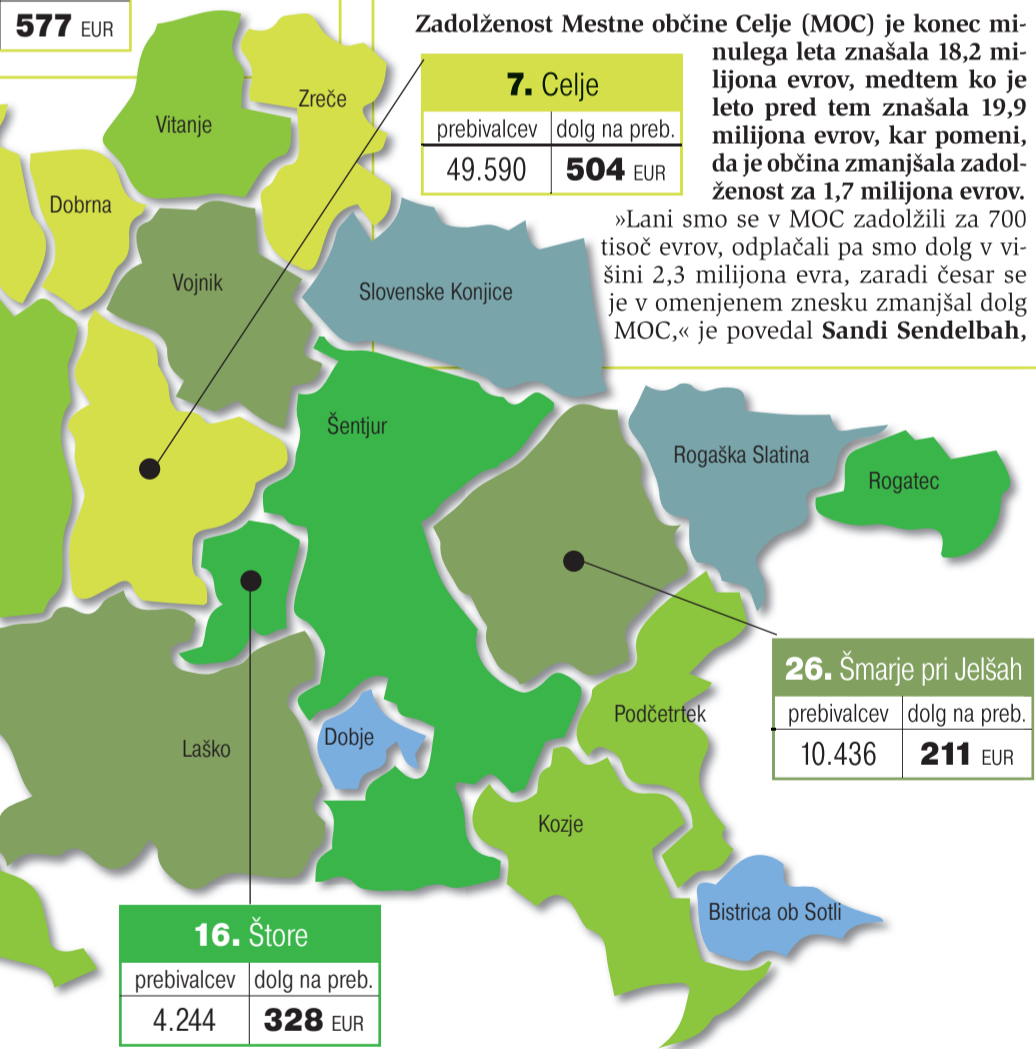 577 EUR
Zadolženost Mestne občine Celje (MOC) je konec mi-
nulega leta znašala 18,2 mi-
lijona evrov, medtem ko je
leto pred tem znašala 19,9
milijona evrov, kar pomeni,
da je občina zmanjšala zadol-
ženost za 1,7 milijona evrov.
»Lani smo se v MOC zadolžili za 700
tisoč evrov, odplačali pa smo dolg v vi-
šini 2,3 milijona evra, zaradi česar se
je v omenjenem znesku zmanjšal dolg
MOC,« je povedal Sandi Sendelbah,
7. Celje
prebivalcev dolg na preb.
49.590 504 EUR
Zreče
Vitanje
Dobrna
Vojnik
Slovenske Konjice
Šentjur
Rogaška Slatina
Rogatec
26. Šmarje pri Jelšah
prebivalcev dolg na preb.
10.436 211 EUR
Podčetrtek
Dobje
Laško
Kozje
Bistrica ob Sotli
16. Štore
prebivalcev dolg na preb.
4.244 328 EUR